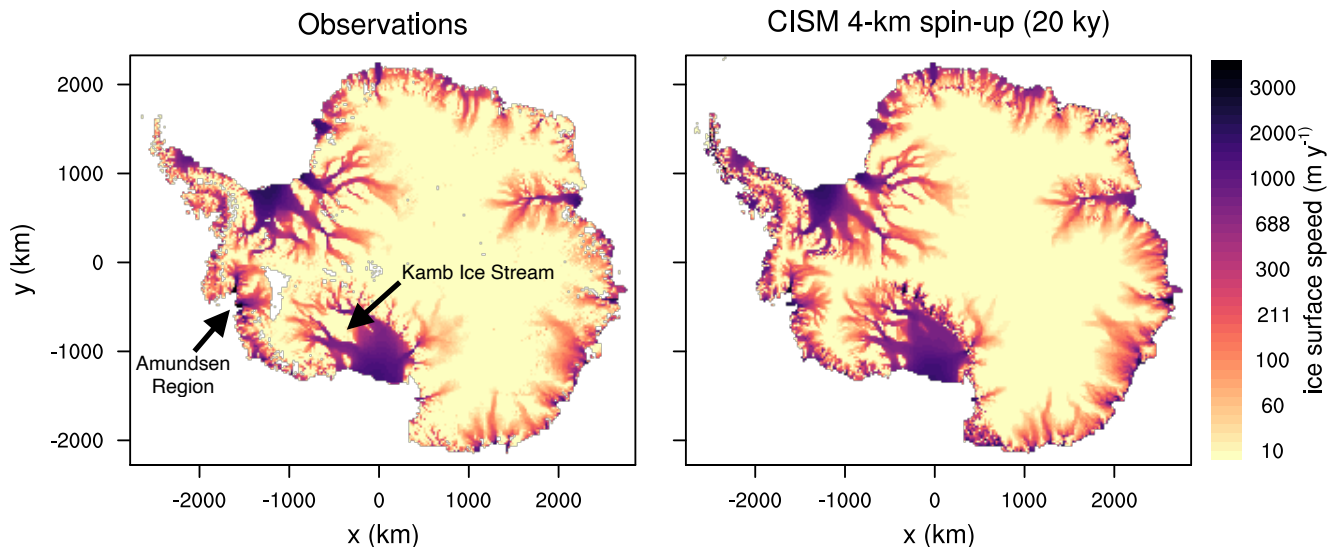 Observations
CISM 4-km spin-up (20 ky)
2000
1000
0
-1000
-2000
y (km)
Kamb Ice Stream
Amundsen
Region
-2000
-1000
0
1000
2000
x (km)
-2000
-1000
0
1000
2000
x (km)
3000
2000
1000
688
300
211
100
60
10
ice surface speed (m y⁻¹)